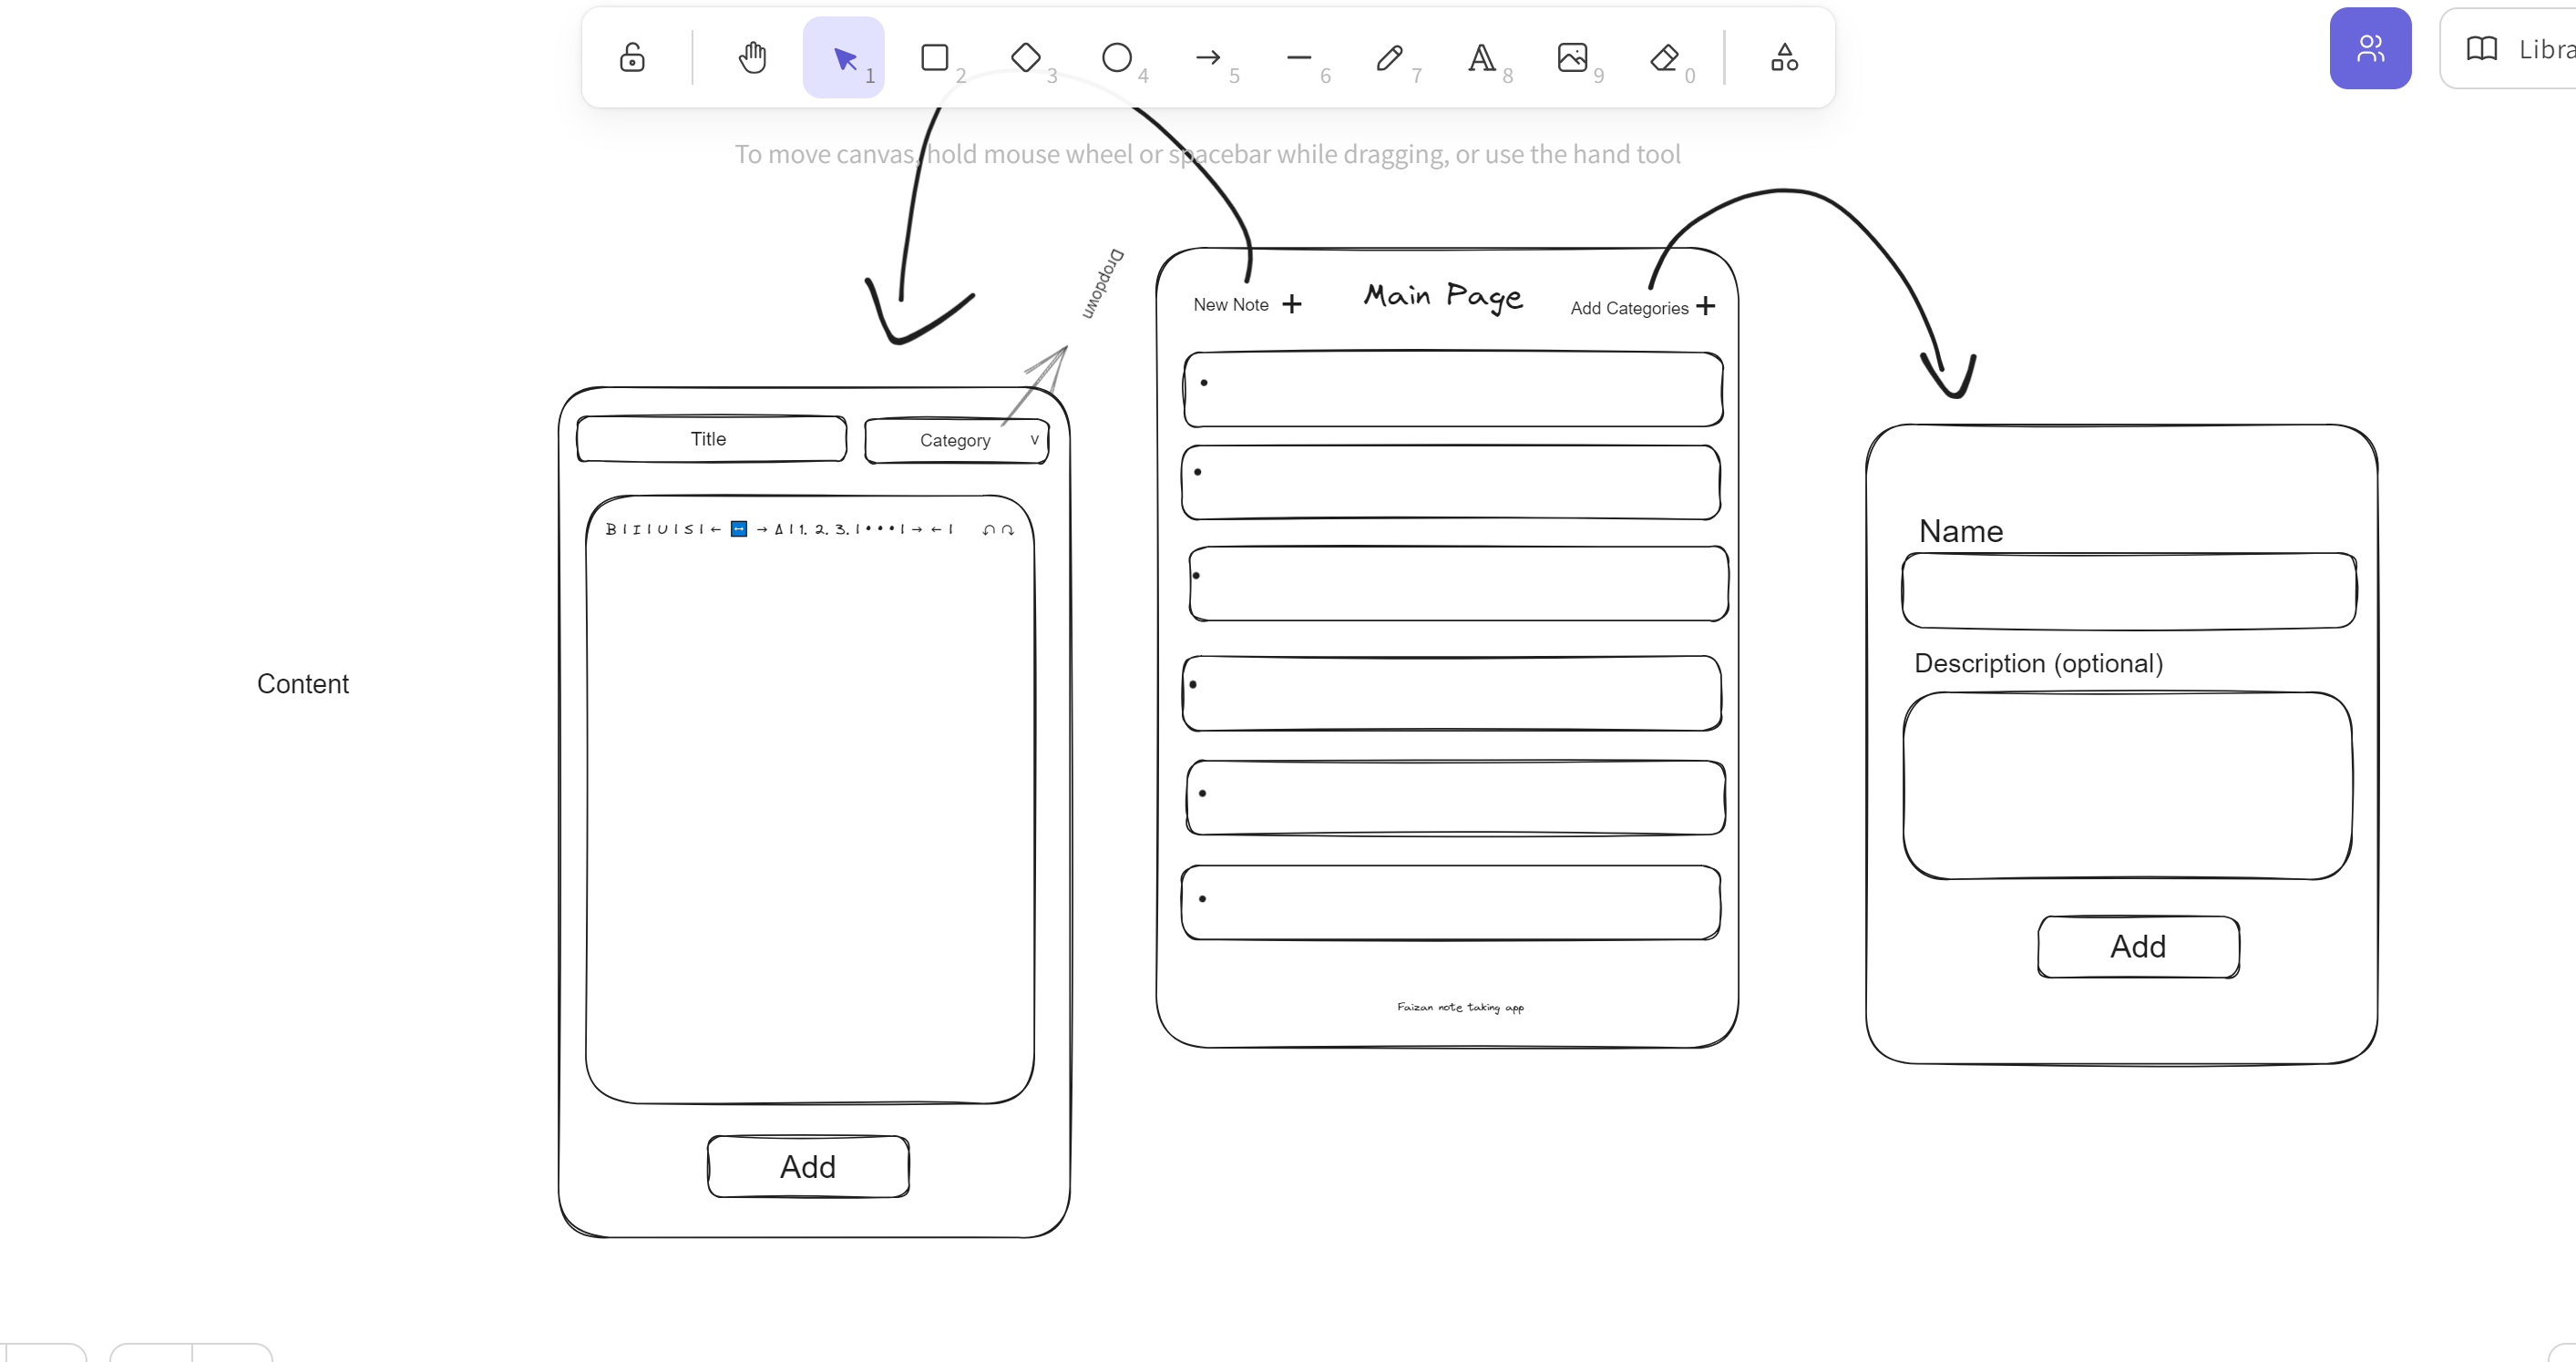 1
2
3
4
5
6
7
8
9
0
To move canvas, hold mouse wheel or spacebar while dragging, or use the hand tool
Dropdown
New Note +
Main Page
Add Categories +
Title
Category v
B | I | U | S | ← ↔ → Δ | 1. 2. 3. | • • • | → ← |
Name
Description (optional)
Content
Add
Faizan note taking app
Add